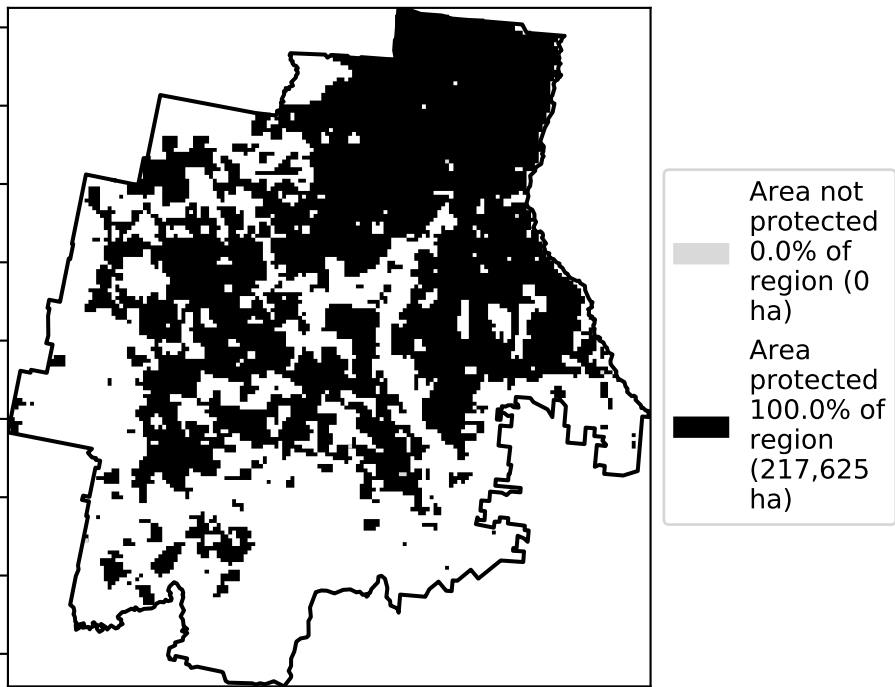 Area not
protected
0.0% of
region (0
ha)
Area
protected
100.0% of
region
(217,625
ha)